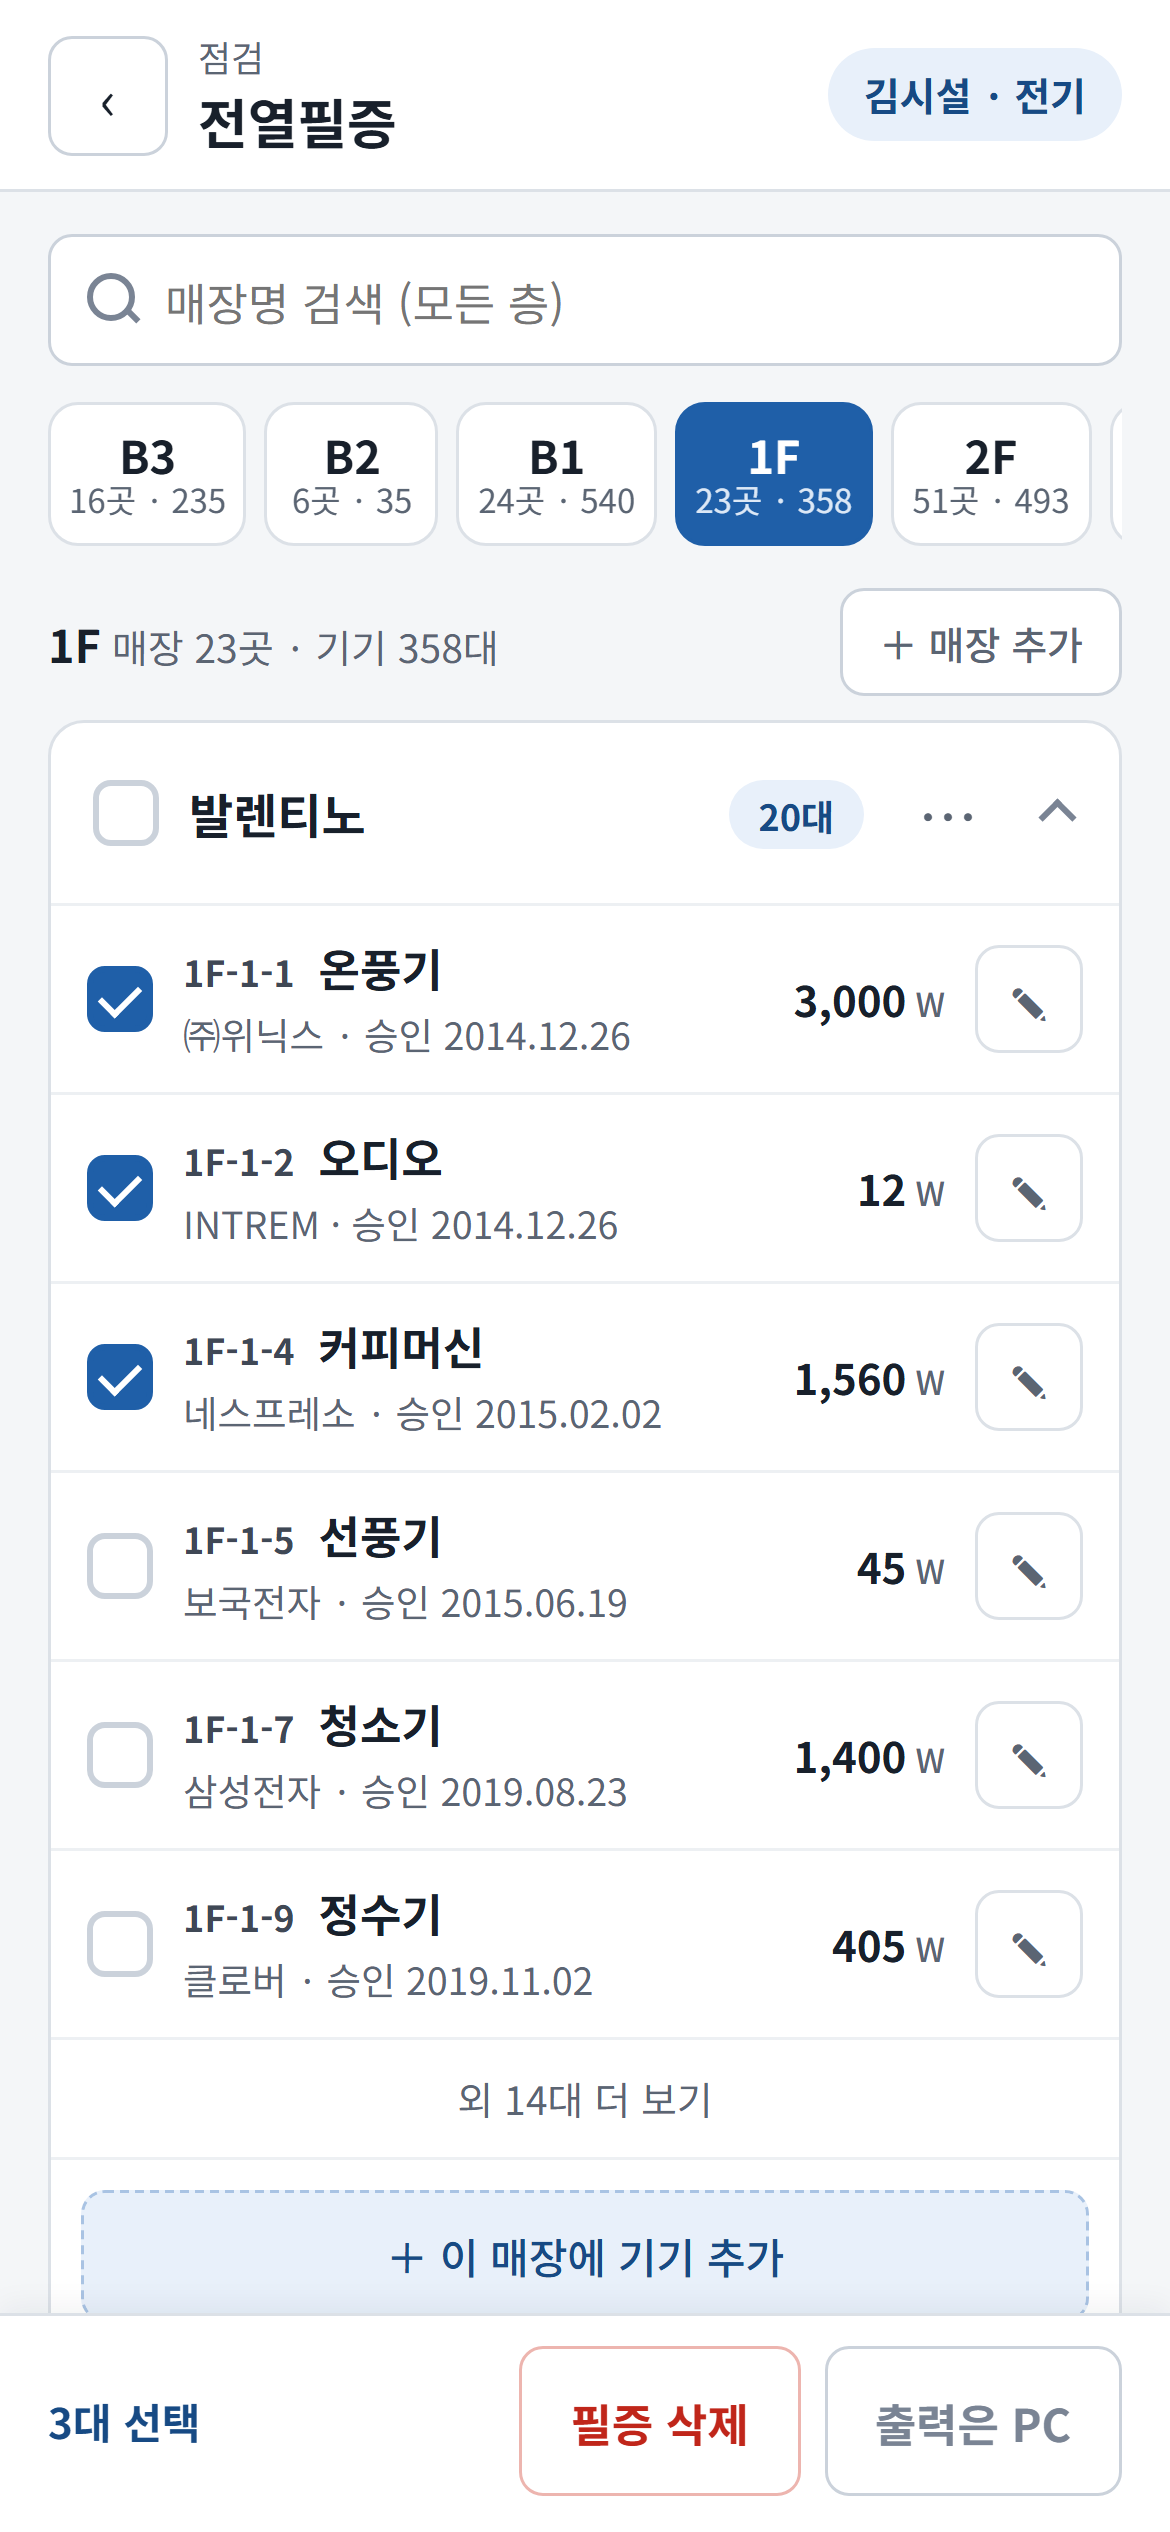 ‹
점검
전열필증
김시설 · 전기
매장명 검색 (모든 층)
B3
16곳 · 235
B2
6곳 · 35
B1
24곳 · 540
1F
23곳 · 358
2F
51곳 · 493
1F 매장 23곳 · 기기 358대
＋ 매장 추가
발렌티노
20대
···
1F-1-1 온풍기
㈜위닉스 · 승인 2014.12.26
3,000 W
1F-1-2 오디오
INTREM · 승인 2014.12.26
12 W
1F-1-4 커피머신
네스프레소 · 승인 2015.02.02
1,560 W
1F-1-5 선풍기
보국전자 · 승인 2015.06.19
45 W
1F-1-7 청소기
삼성전자 · 승인 2019.08.23
1,400 W
1F-1-9 정수기
클로버 · 승인 2019.11.02
405 W
외 14대 더 보기
＋ 이 매장에 기기 추가
3대 선택
필증 삭제
출력은 PC